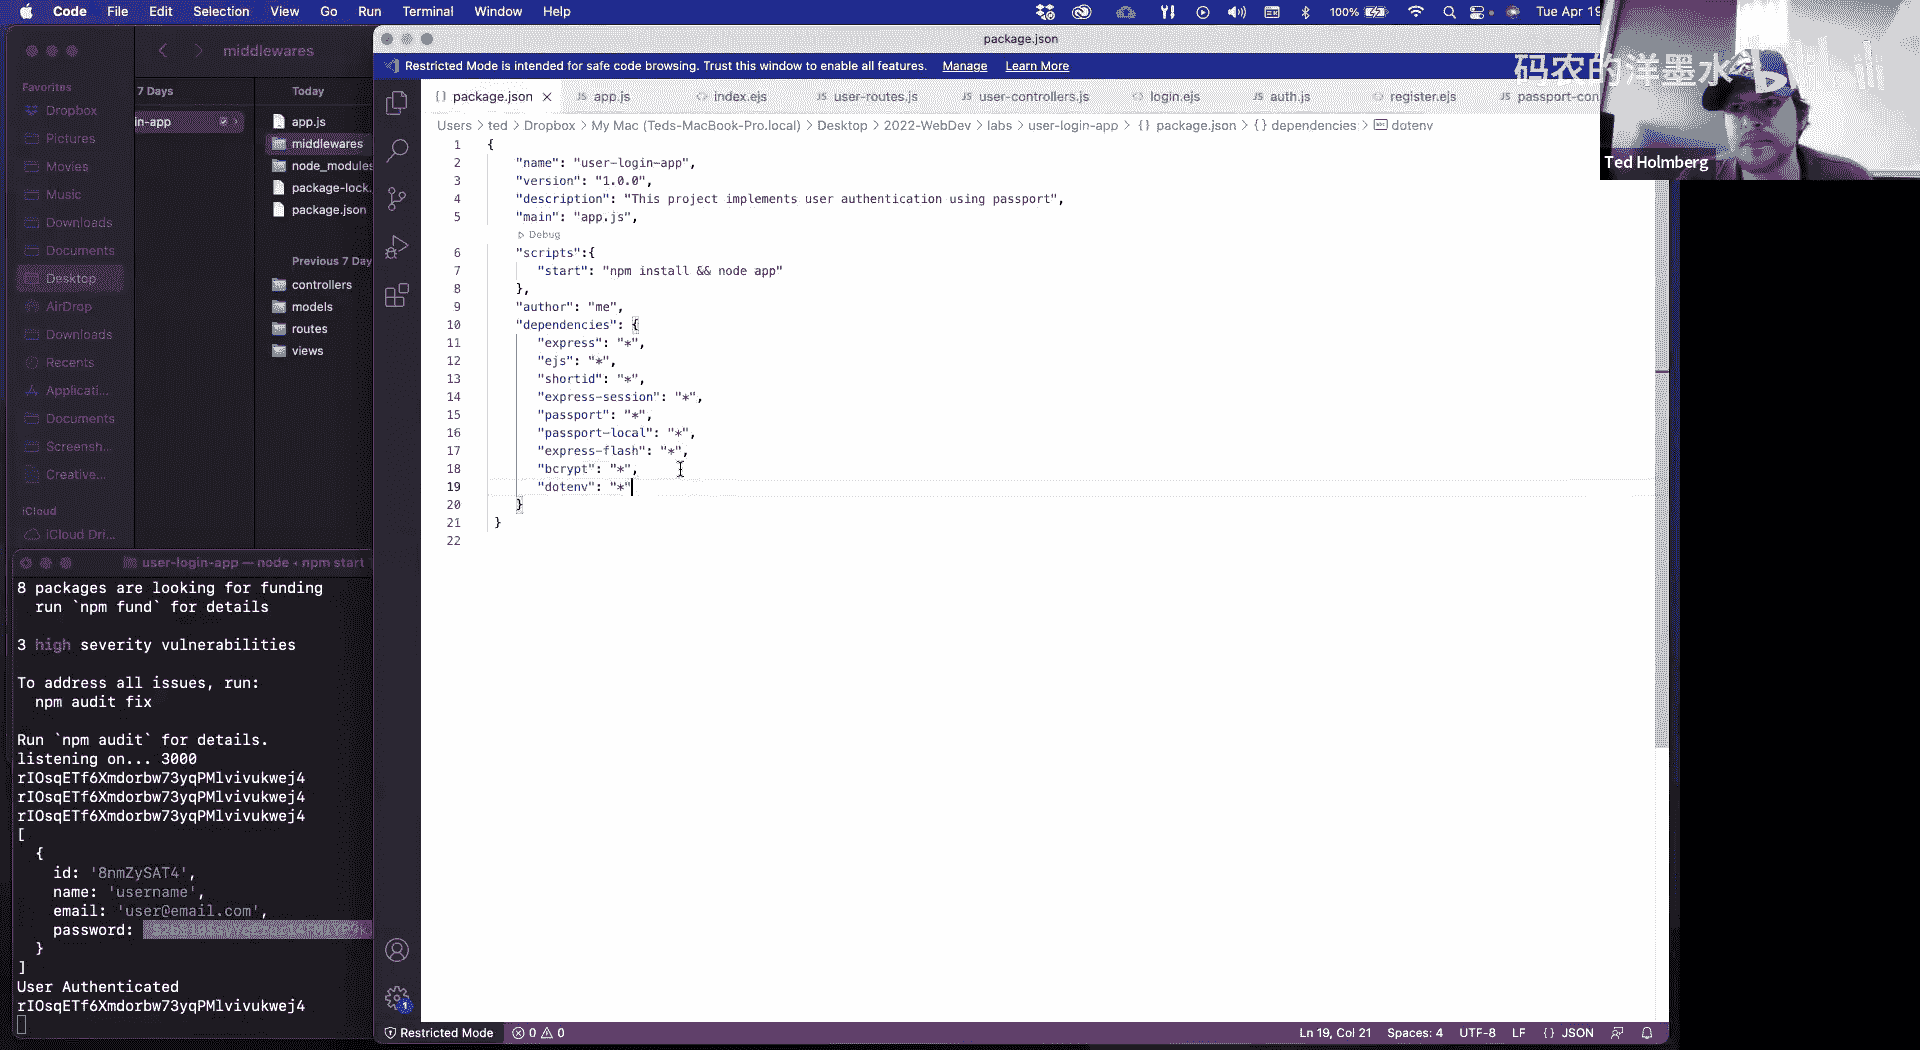 Code File Edit Selection View Go Run Terminal Window Help
100%
Tue Apr 19
middlewares
7 Days
Today
in-app
app.js
middlewares
node_modules
package-lock.
package.json
Previous 7 Day
controllers
models
routes
views
Favorites
Dropbox
Pictures
Movies
Music
Downloads
Documents
Desktop
AirDrop
Downloads
Recents
Applicati...
Documents
Screensh...
Creative...
iCloud
iCloud Dri...
user-login-app — node ◂ npm start
8 packages are looking for funding
run `npm fund` for details
3 high severity vulnerabilities
To address all issues, run:
npm audit fix
Run `npm audit` for details.
listening on... 3000
rIOsqETf6Xmdorbw73yqPMlvivukwej4
rIOsqETf6Xmdorbw73yqPMlvivukwej4
rIOsqETf6Xmdorbw73yqPMlvivukwej4
[
{
id: '8nmZySAT4',
name: 'username',
email: 'user@email.com',
password:
}
]
User Authenticated
rIOsqETf6Xmdorbw73yqPMlvivukwej4
package.json
Restricted Mode is intended for safe code browsing. Trust this window to enable all features. Manage Learn More
{} package.json × JS app.js <> index.ejs JS user-routes.js JS user-controllers.js <> login.ejs JS auth.js <> register.ejs JS passport-con
Users > ted > Dropbox > My Mac (Teds-MacBook-Pro.local) > Desktop > 2022-WebDev > labs > user-login-app > {} package.json > {} dependencies > dotenv
1 {
2 "name": "user-login-app",
3 "version": "1.0.0",
4 "description": "This project implements user authentication using passport",
5 "main": "app.js",
Debug
6 "scripts":{
7 "start": "npm install && node app"
8 },
9 "author": "me",
10 "dependencies": {
11 "express": "*",
12 "ejs": "*",
13 "shortid": "*",
14 "express-session": "*",
15 "passport": "*",
16 "passport-local": "*",
17 "express-flash": "*",
18 "bcrypt": "*",
19 "dotenv": "*"
20 }
21 }
22
Restricted Mode 0 0
Ln 19, Col 21 Spaces: 4 UTF-8 LF {} JSON
1
码农的洋墨水
Ted Holmberg